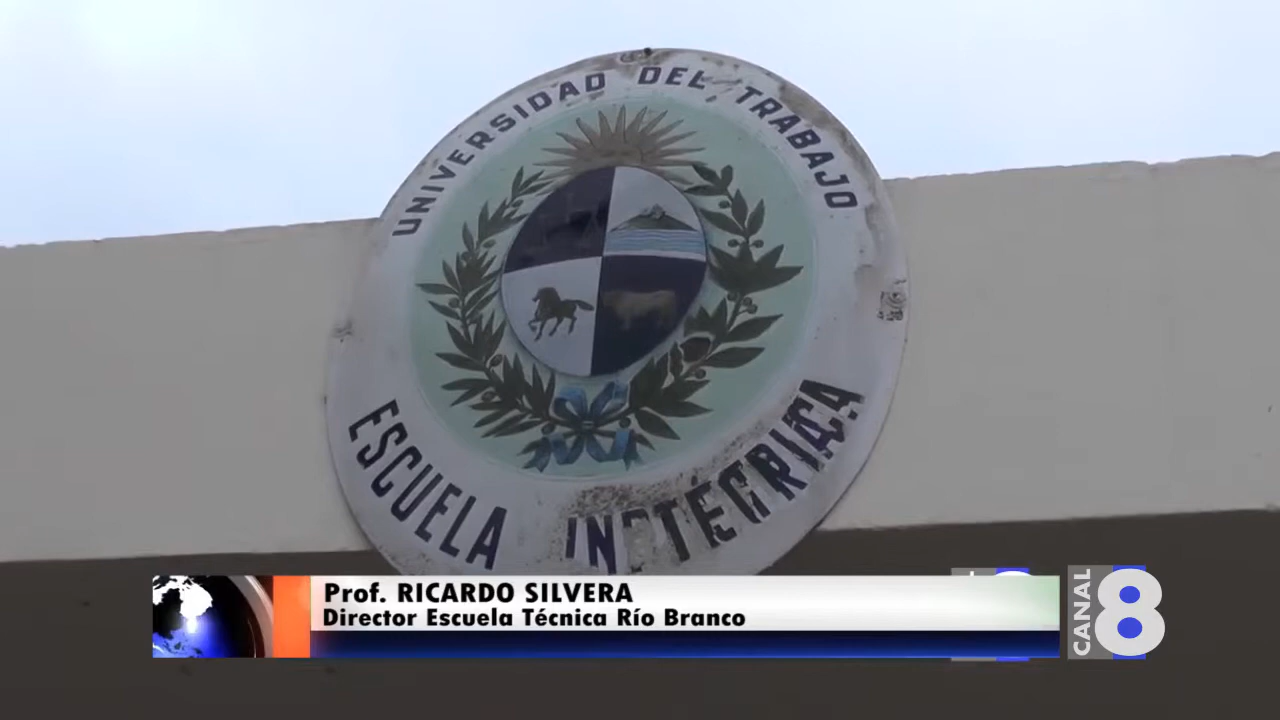 UNIVERSIDAD DEL TRABAJO
ESCUELA
Prof. RICARDO SILVERA
Director Escuela Técnica Río Branco
CANAL 8